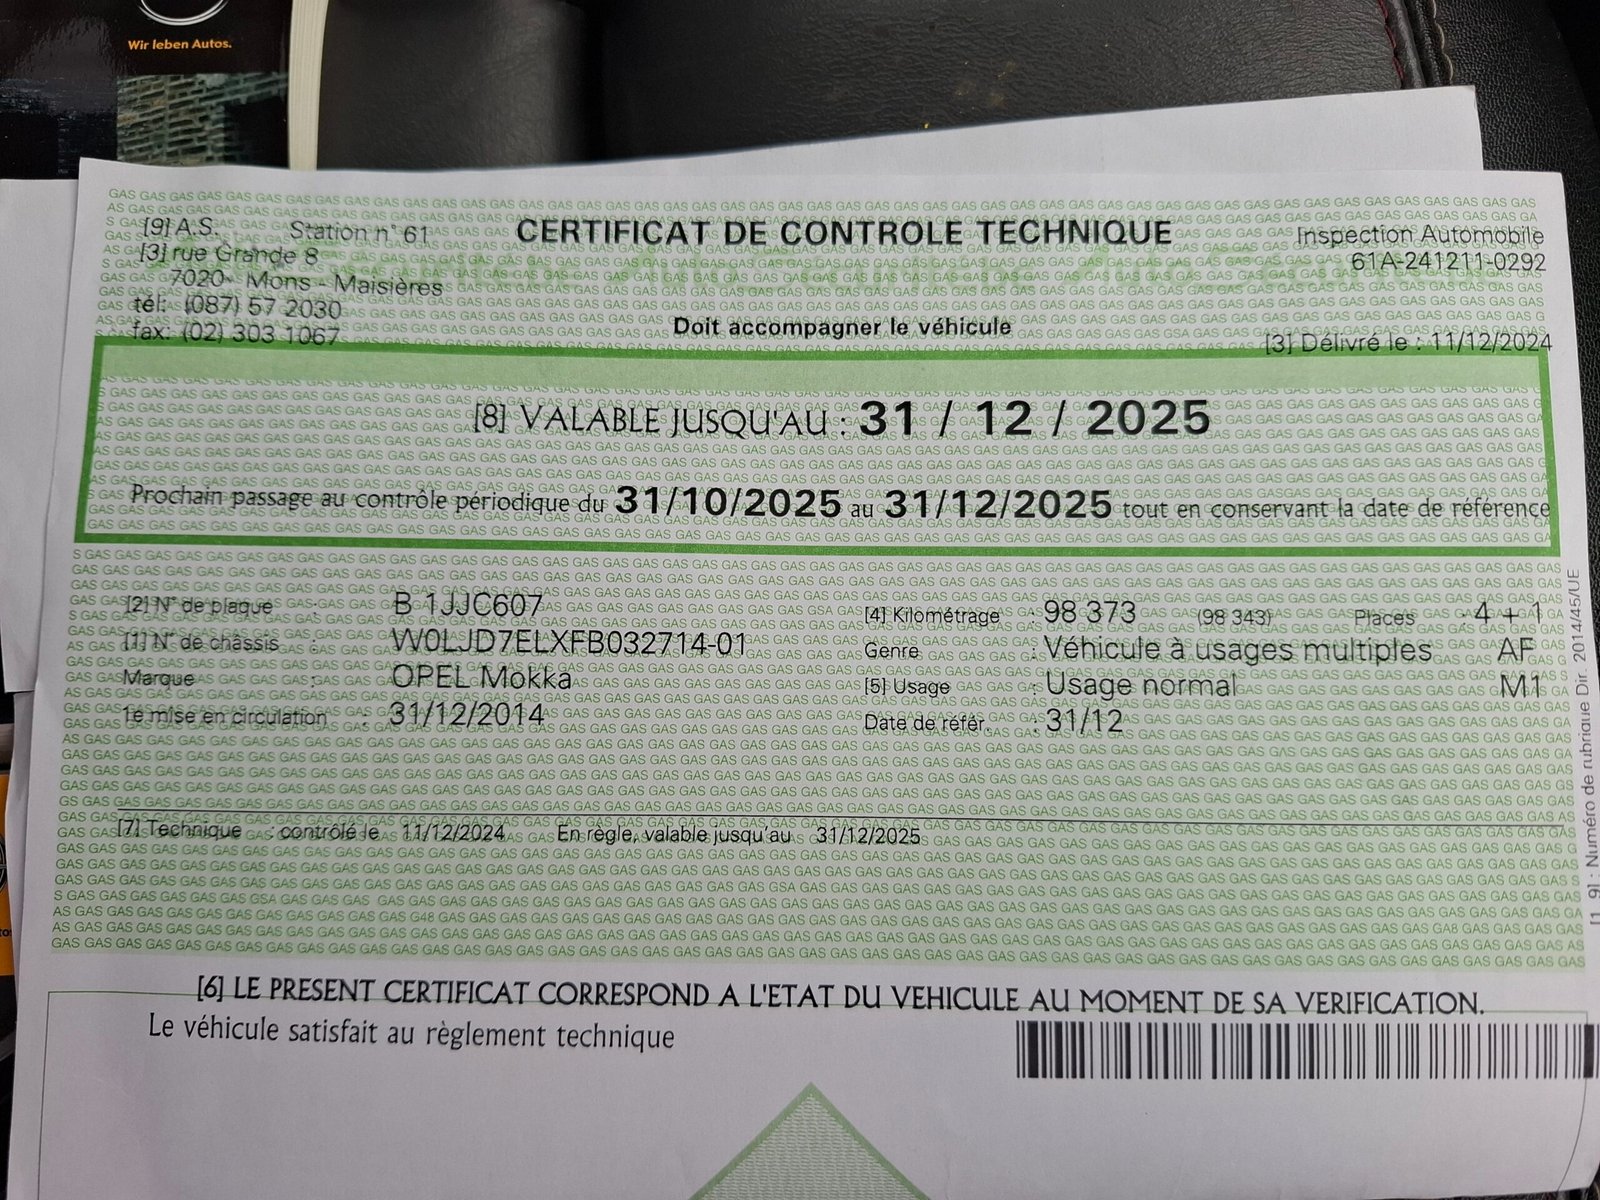 Wir leben Autos.
[9] A.S. Station n° 61
[3] rue Grande 8
7020 Mons - Maisières
tél: (087) 57 2030
fax: (02) 303 1067
CERTIFICAT DE CONTROLE TECHNIQUE
Doit accompagner le véhicule
Inspection Automobile
61A-241211-0292
[3] Délivré le : 11/12/2024
[8] VALABLE JUSQU'AU : 31 / 12 / 2025
Prochain passage au contrôle périodique du 31/10/2025 au 31/12/2025 tout en conservant la date de référence
[2] N° de plaque : B 1JJC607
[1] N° de châssis : W0LJD7ELXFB032714-01
Marque : OPEL Mokka
1e mise en circulation : 31/12/2014
[4] Kilométrage : 98 373 (98 343) Places : 4 + 1
Genre : Véhicule à usages multiples AF
[5] Usage : Usage normal M1
Date de référ. : 31/12
[7] Technique : contrôlé le 11/12/2024 En règle, valable jusqu'au 31/12/2025
[6] LE PRESENT CERTIFICAT CORRESPOND A L'ETAT DU VEHICULE AU MOMENT DE SA VERIFICATION.
Le véhicule satisfait au règlement technique
[1 9] : Numéro de rubrique Dir 2014/45/UE